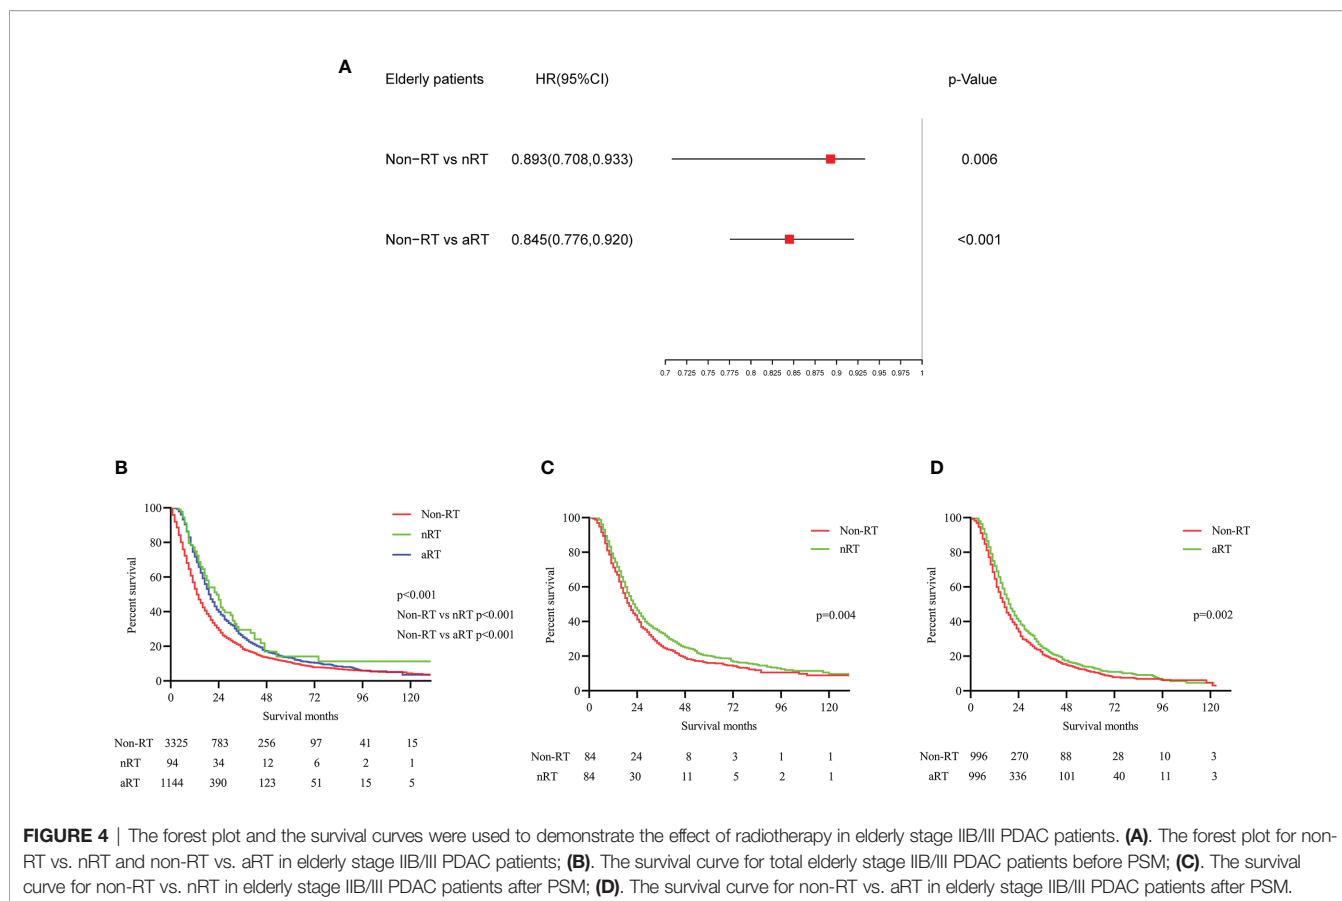 A
Elderly patients HR(95%CI) p-Value
Non−RT vs nRT 0.893(0.708,0.933) 0.006
Non−RT vs aRT 0.845(0.776,0.920) <0.001
0.7 0.725 0.75 0.775 0.8 0.825 0.85 0.875 0.9 0.925 0.95 0.975 1
B
Percent survival
100
80
60
40
20
0
Non-RT
nRT
aRT
p<0.001
Non-RT vs nRT p<0.001
Non-RT vs aRT p<0.001
0 24 48 72 96 120
Survival months
Non-RT 3325 783 256 97 41 15
nRT 94 34 12 6 2 1
aRT 1144 390 123 51 15 5
C
Percent survival
100
80
60
40
20
0
Non-RT
nRT
p=0.004
0 24 48 72 96 120
Survival months
Non-RT 84 24 8 3 1 1
nRT 84 30 11 5 2 1
D
Percent survival
100
80
60
40
20
0
Non-RT
aRT
p=0.002
0 24 48 72 96 120
Survival months
Non-RT 996 270 88 28 10 3
aRT 996 336 101 40 11 3
FIGURE 4 | The forest plot and the survival curves were used to demonstrate the effect of radiotherapy in elderly stage IIB/III PDAC patients. (A). The forest plot for non-
RT vs. nRT and non-RT vs. aRT in elderly stage IIB/III PDAC patients; (B). The survival curve for total elderly stage IIB/III PDAC patients before PSM; (C). The survival
curve for non-RT vs. nRT in elderly stage IIB/III PDAC patients after PSM; (D). The survival curve for non-RT vs. aRT in elderly stage IIB/III PDAC patients after PSM.